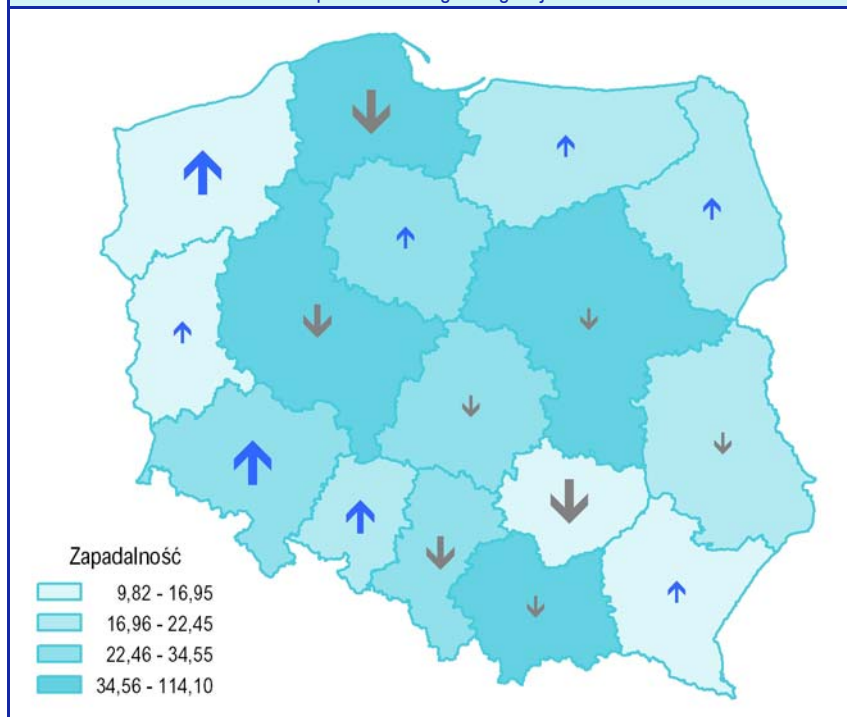 Zapadalność
9,82 - 16,95
16,96 - 22,45
22,46 - 34,55
34,56 - 114,10